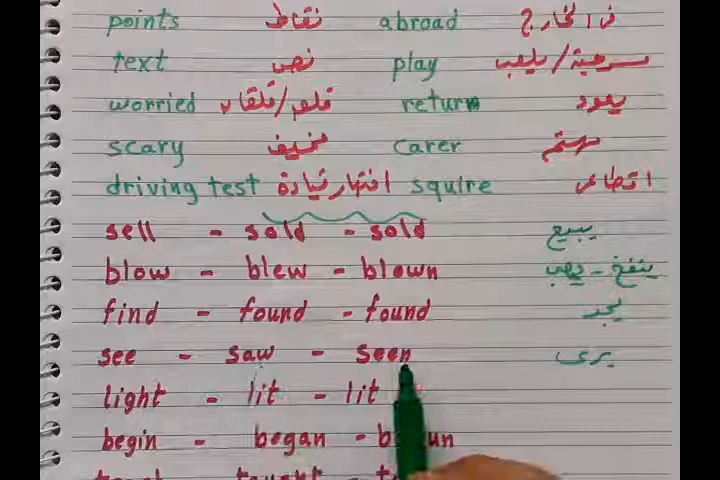 points نقاط abroad في الخارج
text نص play مسرحية/يلعب
worried قلق/قلقان return يعود
scary مخيف carer مهتم
driving test اختبار قيادة squire اقطاعي
sell - sold - sold يبيع
blow - blew - blown ينفخ - يهب
find - found - found يجد
see - saw - seen يرى
light - lit - lit
begin - began -
taught